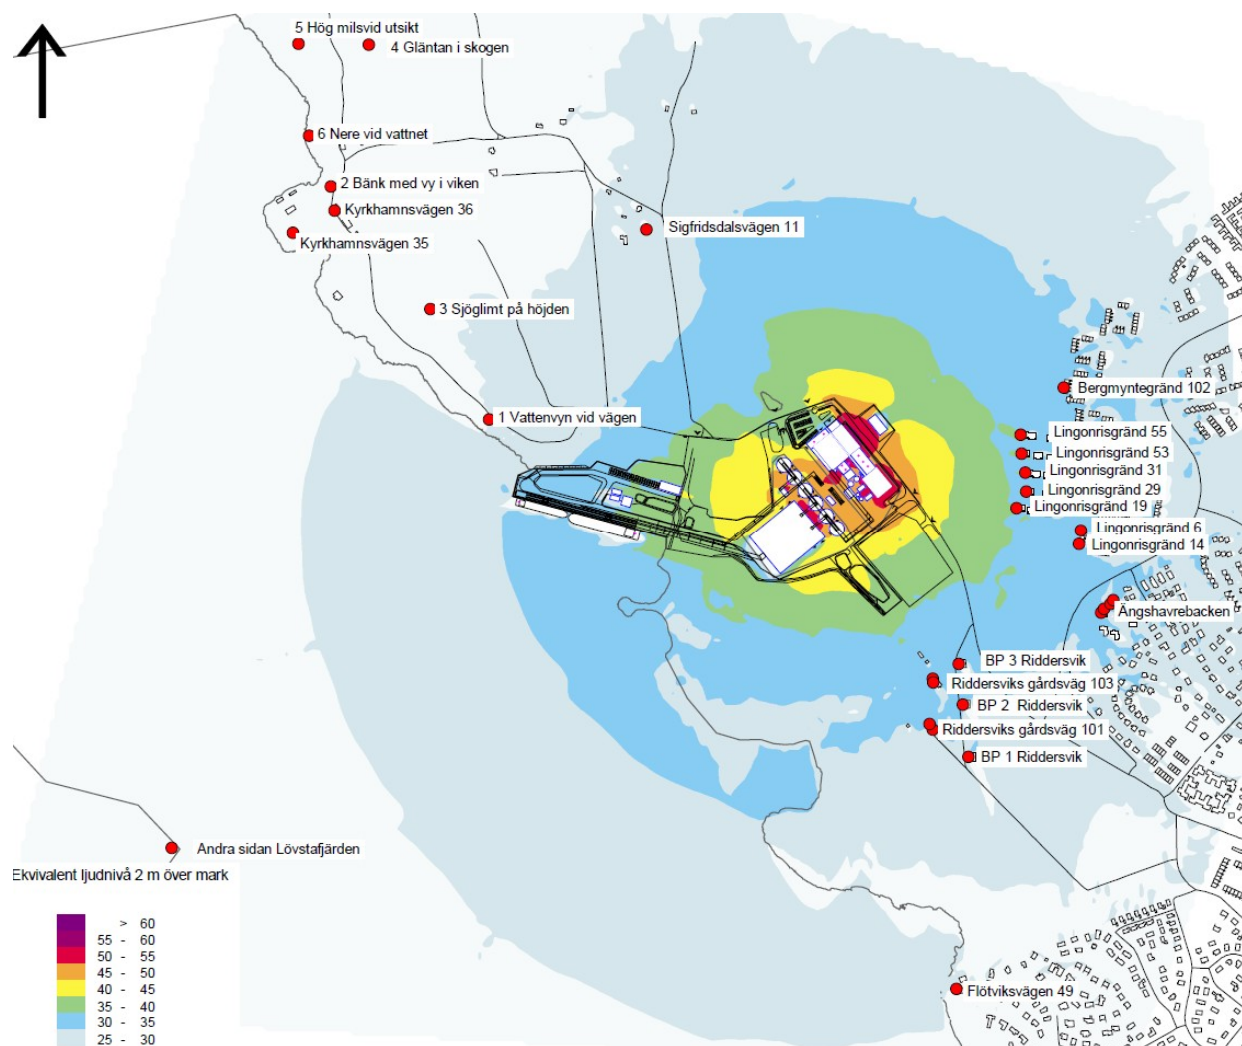 5 Hög milsvid utsikt
4 Gläntan i skogen
6 Nere vid vattnet
2 Bänk med vy i viken
Kyrkhamnsvägen 36
Kyrkhamnsvägen 35
Sigfridsdalsvägen 11
3 Sjöglimt på höjden
Bergmyntegränd 102
1 Vattenvyn vid vägen
Lingonrisgränd 55
Lingonrisgränd 53
Lingonrisgränd 31
Lingonrisgränd 29
Lingonrisgränd 19
Lingonrisgränd 6
Lingonrisgränd 14
Ängshavrebacken
BP 3 Riddersvik
Riddersviks gårdsväg 103
BP 2 Riddersvik
Riddersviks gårdsväg 101
BP 1 Riddersvik
Andra sidan Lövstafjärden
Ekvivalent ljudnivå 2 m över mark
> 60
55 - 60
50 - 55
45 - 50
40 - 45
35 - 40
30 - 35
25 - 30
Flötviksvägen 49